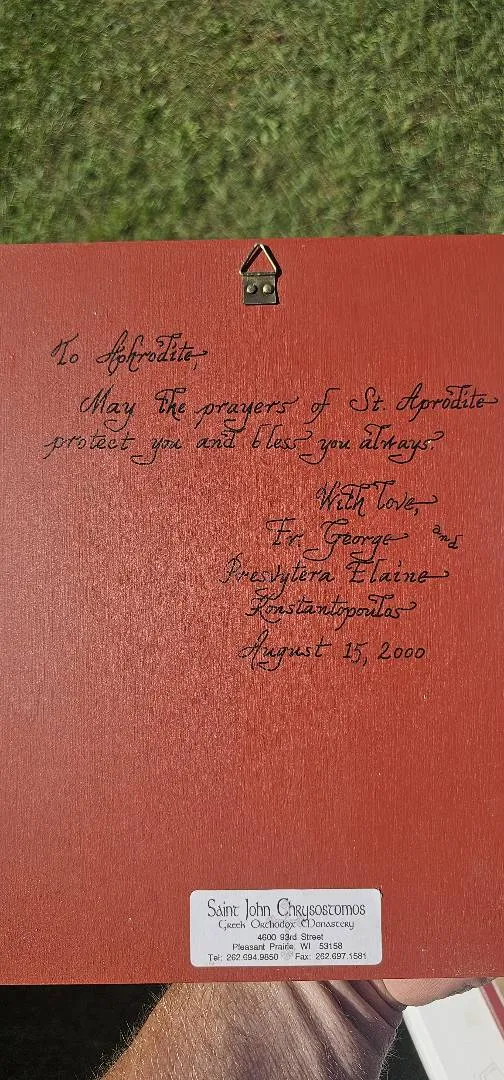 To Aphrodite,
May the prayers of St. Aprodite
protect you and bless you always.
With love,
Fr. George and
Presvytera Elaine
Konstantopoulos
August 15, 2000
Saint John Chrysostomos
Greek Orthodox Monastery
4600 93rd Street
Pleasant Prairie, WI 53158
Tel: 262.694.9850 Fax: 262.697.1581